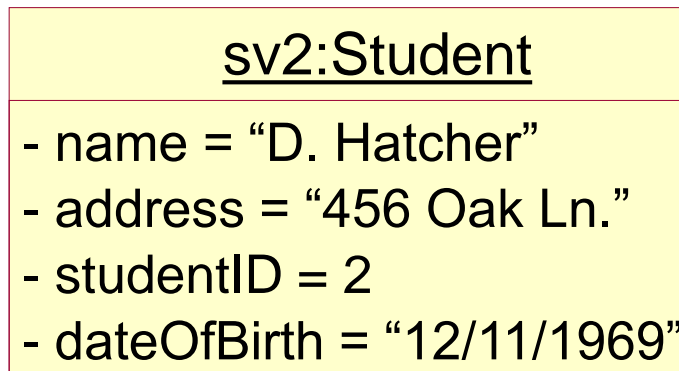 sv2:Student
- name = “D. Hatcher”
- address = “456 Oak Ln.”
- studentID = 2
- dateOfBirth = “12/11/1969”